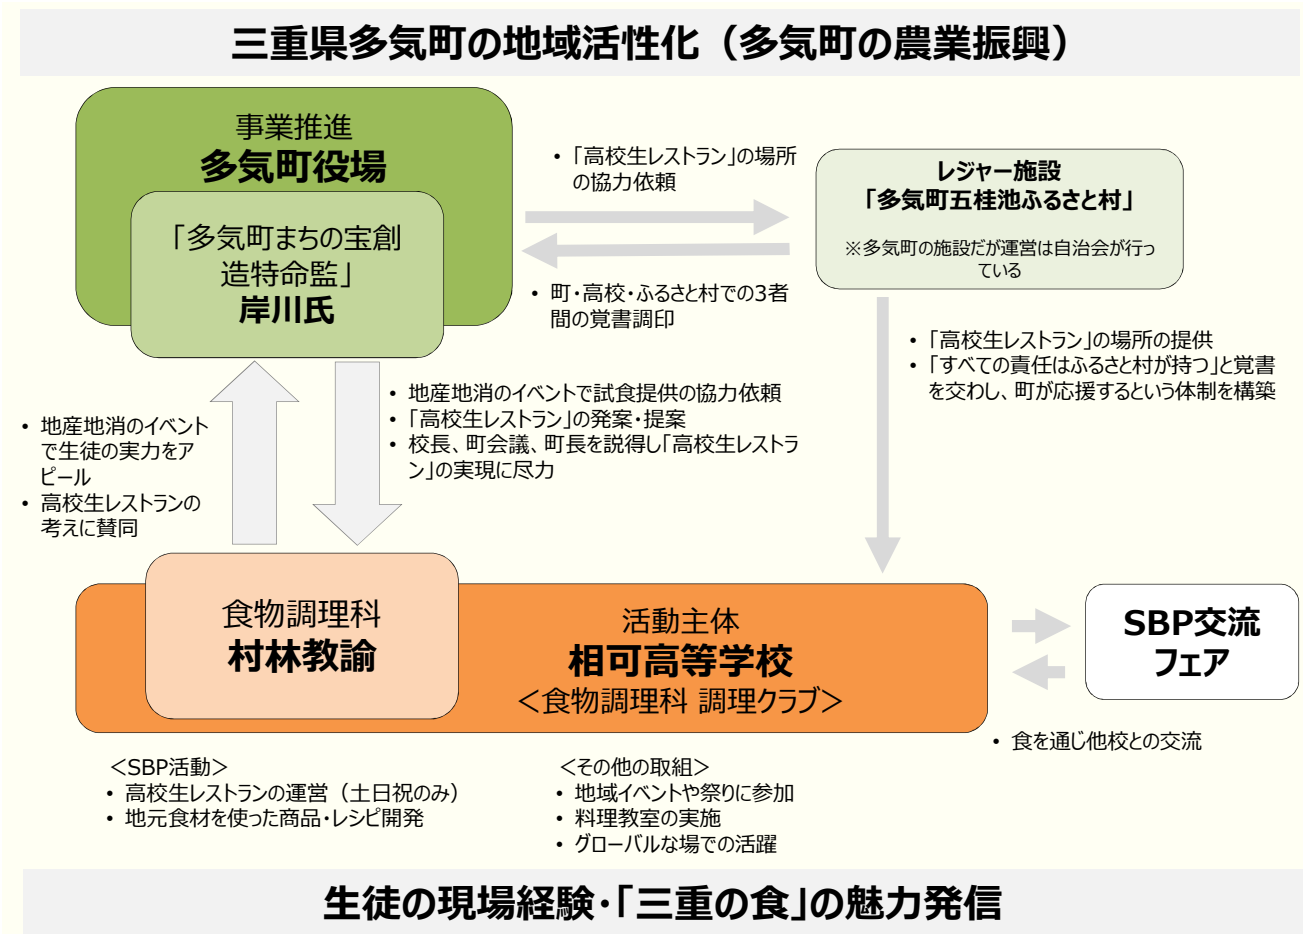 三重県多気町の地域活性化（多気町の農業振興）
事業推進
多気町役場
「多気町まちの宝創
造特命監」
岸川氏
• 「高校生レストラン」の場所
の協力依頼
• 町・高校・ふるさと村での3者
間の覚書調印
レジャー施設
「多気町五桂池ふるさと村」
※多気町の施設だが運営は自治会が行っ
ている
• 「高校生レストラン」の場所の提供
• 「すべての責任はふるさと村が持つ」と覚書
を交わし、町が応援するという体制を構築
• 地産地消のイベント
で生徒の実力をア
ピール
• 高校生レストランの
考えに賛同
• 地産地消のイベントで試食提供の協力依頼
• 「高校生レストラン」の発案・提案
• 校長、町会議、町長を説得し「高校生レストラ
ン」の実現に尽力
食物調理科
村林教諭
活動主体
相可高等学校
＜食物調理科 調理クラブ＞
SBP交流
フェア
• 食を通じ他校との交流
＜SBP活動＞
• 高校生レストランの運営（土日祝のみ）
• 地元食材を使った商品・レシピ開発
＜その他の取組＞
• 地域イベントや祭りに参加
• 料理教室の実施
• グローバルな場での活躍
生徒の現場経験・「三重の食」の魅力発信